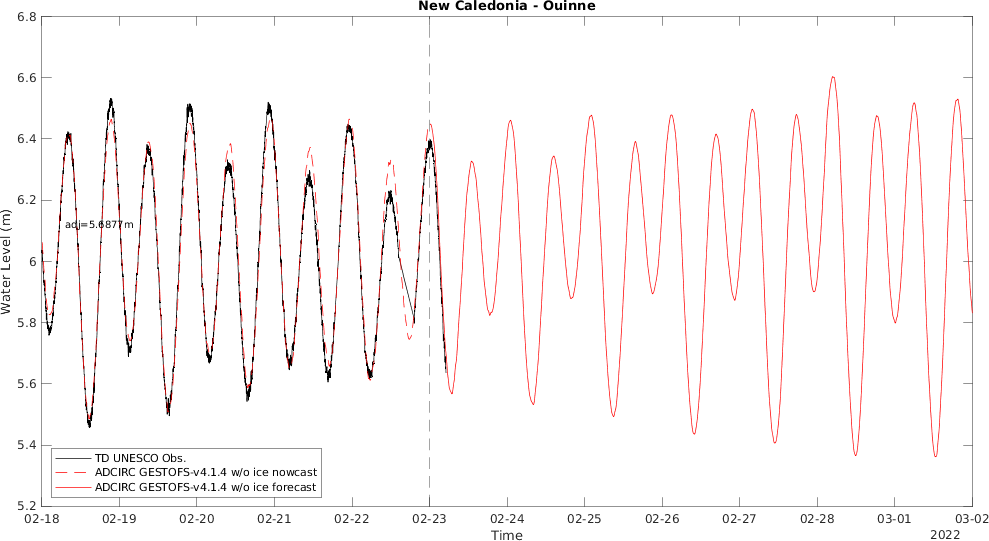 New Caledonia - Ouinne
6.8
6.6
6.4
6.2
6
5.8
5.6
5.4
5.2
Water Level (m)
adj=5.6877m
TD UNESCO Obs.
ADCIRC GESTOFS-v4.1.4 w/o ice nowcast
ADCIRC GESTOFS-v4.1.4 w/o ice forecast
02-18 02-19 02-20 02-21 02-22 02-23 02-24 02-25 02-26 02-27 02-28 03-01 03-02
Time
2022